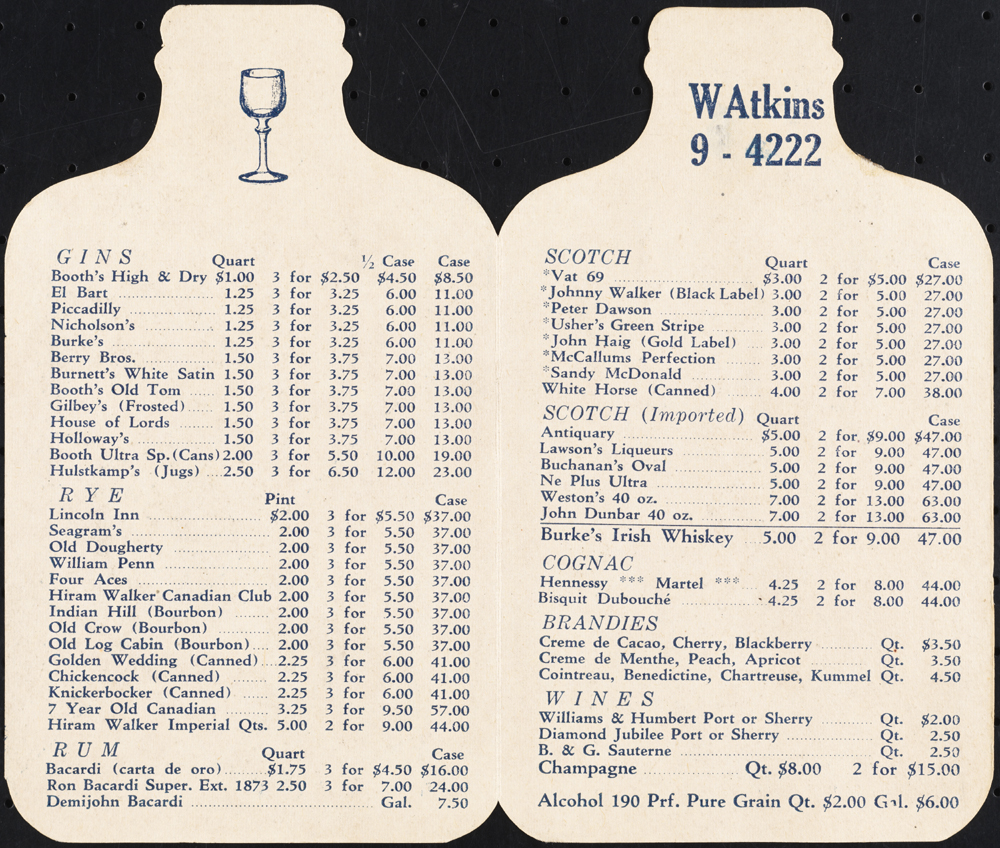 GINS Quart ½ Case Case
Booth's High & Dry $1.00 3 for $2.50 $4.50 $8.50
El Bart 1.25 3 for 3.25 6.00 11.00
Piccadilly 1.25 3 for 3.25 6.00 11.00
Nicholson's 1.25 3 for 3.25 6.00 11.00
Burke's 1.25 3 for 3.25 6.00 11.00
Berry Bros. 1.50 3 for 3.75 7.00 13.00
Burnett's White Satin 1.50 3 for 3.75 7.00 13.00
Booth's Old Tom 1.50 3 for 3.75 7.00 13.00
Gilbey's (Frosted) 1.50 3 for 3.75 7.00 13.00
House of Lords 1.50 3 for 3.75 7.00 13.00
Holloway's 1.50 3 for 3.75 7.00 13.00
Booth Ultra Sp. (Cans) 2.00 3 for 5.50 10.00 19.00
Hulstkamp's (Jugs) 2.50 3 for 6.50 12.00 23.00
RYE Pint Case
Lincoln Inn $2.00 3 for $5.50 $37.00
Seagram's 2.00 3 for 5.50 37.00
Old Dougherty 2.00 3 for 5.50 37.00
William Penn 2.00 3 for 5.50 37.00
Four Aces 2.00 3 for 5.50 37.00
Hiram Walker Canadian Club 2.00 3 for 5.50 37.00
Indian Hill (Bourbon) 2.00 3 for 5.50 37.00
Old Crow (Bourbon) 2.00 3 for 5.50 37.00
Old Log Cabin (Bourbon) 2.00 3 for 5.50 37.00
Golden Wedding (Canned) 2.25 3 for 6.00 41.00
Chickencock (Canned) 2.25 3 for 6.00 41.00
Knickerbocker (Canned) 2.25 3 for 6.00 41.00
7 Year Old Canadian 3.25 3 for 9.50 57.00
Hiram Walker Imperial Qts. 5.00 2 for 9.00 44.00
RUM Quart Case
Bacardi (carta de oro) $1.75 3 for $4.50 $16.00
Ron Bacardi Super. Ext. 1873 2.50 3 for 7.00 24.00
Demijohn Bacardi Gal. 7.50
WAtkins
9 - 4222
SCOTCH Quart Case
*Vat 69 $3.00 2 for $5.00 $27.00
*Johnny Walker (Black Label) 3.00 2 for 5.00 27.00
*Peter Dawson 3.00 2 for 5.00 27.00
*Usher's Green Stripe 3.00 2 for 5.00 27.00
*John Haig (Gold Label) 3.00 2 for 5.00 27.00
*McCallums Perfection 3.00 2 for 5.00 27.00
*Sandy McDonald 3.00 2 for 5.00 27.00
White Horse (Canned) 4.00 2 for 7.00 38.00
SCOTCH (Imported) Quart Case
Antiquary $5.00 2 for $9.00 $47.00
Lawson's Liqueurs 5.00 2 for 9.00 47.00
Buchanan's Oval 5.00 2 for 9.00 47.00
Ne Plus Ultra 5.00 2 for 9.00 47.00
Weston's 40 oz. 7.00 2 for 13.00 63.00
John Dunbar 40 oz. 7.00 2 for 13.00 63.00
Burke's Irish Whiskey 5.00 2 for 9.00 47.00
COGNAC
Hennessy *** Martel *** 4.25 2 for 8.00 44.00
Bisquit Dubouché 4.25 2 for 8.00 44.00
BRANDIES
Creme de Cacao, Cherry, Blackberry Qt. $3.50
Creme de Menthe, Peach, Apricot Qt. 3.50
Cointreau, Benedictine, Chartreuse, Kummel Qt. 4.50
WINES
Williams & Humbert Port or Sherry Qt. $2.00
Diamond Jubilee Port or Sherry Qt. 2.50
B. & G. Sauterne Qt. 2.50
Champagne Qt. $8.00 2 for $15.00
Alcohol 190 Prf. Pure Grain Qt. $2.00 Gal. $6.00